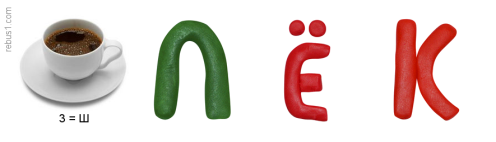 rebus1.com
Л Ё К
3 = Ш